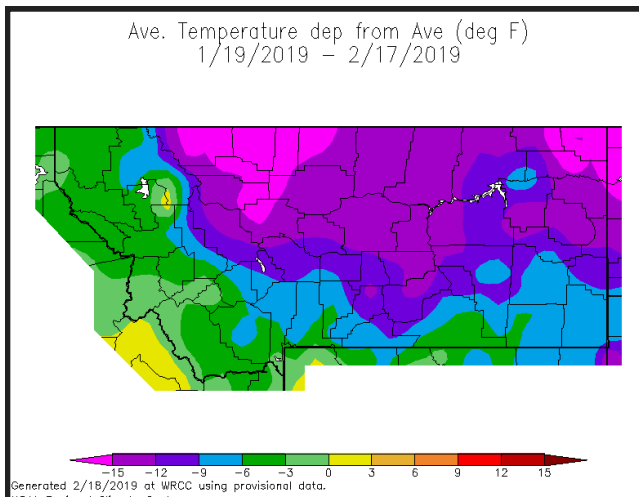 Ave. Temperature dep from Ave (deg F)
1/19/2019 – 2/17/2019
−15 −12 −9 −6 −3 0 3 6 9 12 15
Generated 2/18/2019 at WRCC using provisional data.